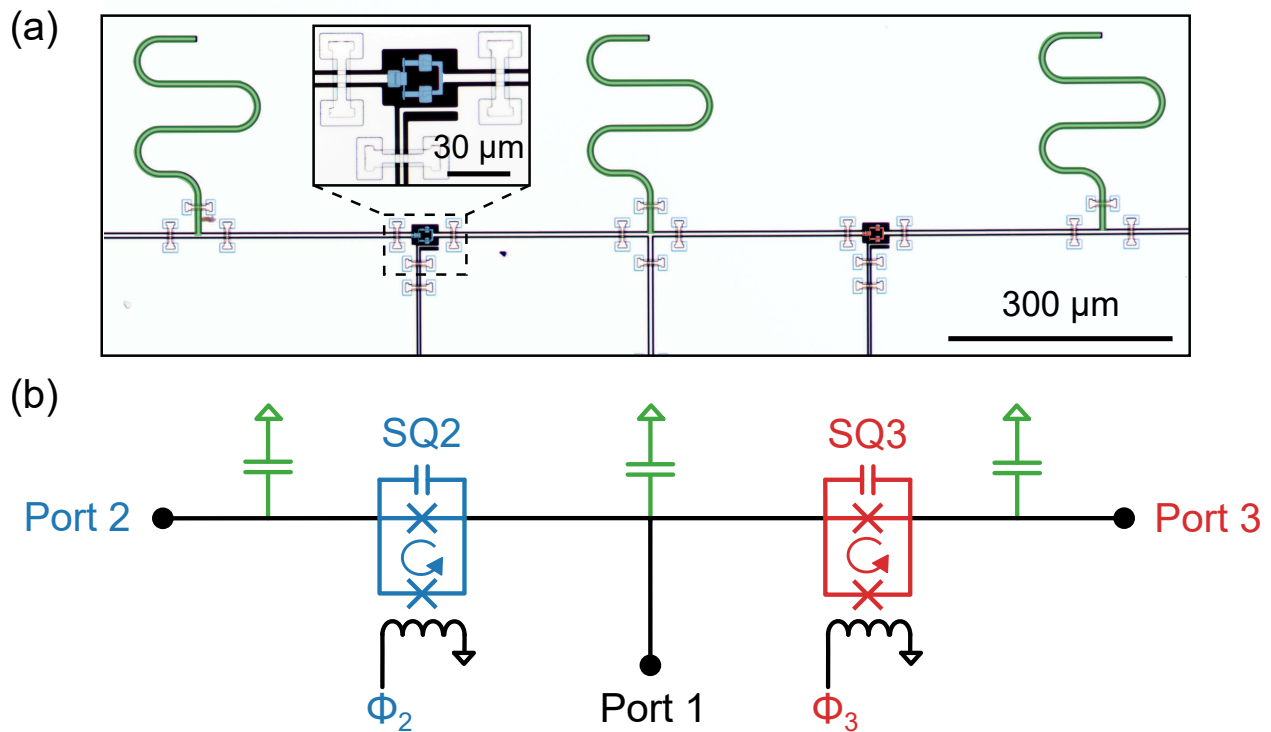 (a)
30 μm
300 μm
(b)
SQ2
SQ3
Port 2
Port 3
Port 1
Φ2
Φ3